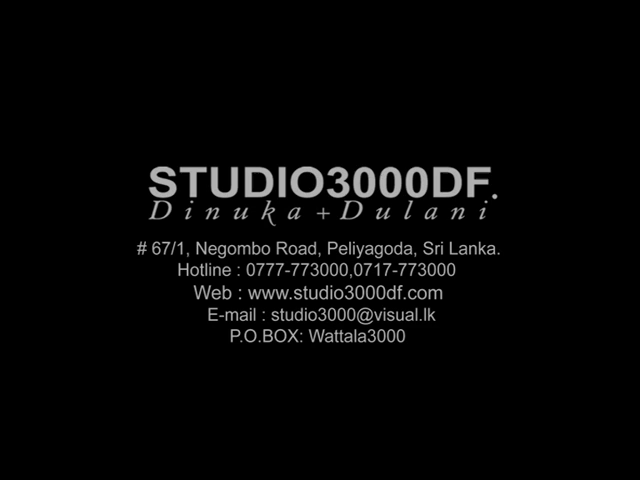 STUDIO3000DF.
Dinuka+Dulani
# 67/1, Negombo Road, Peliyagoda, Sri Lanka.
Hotline : 0777-773000,0717-773000
Web : www.studio3000df.com
E-mail : studio3000@visual.lk
P.O.BOX: Wattala3000